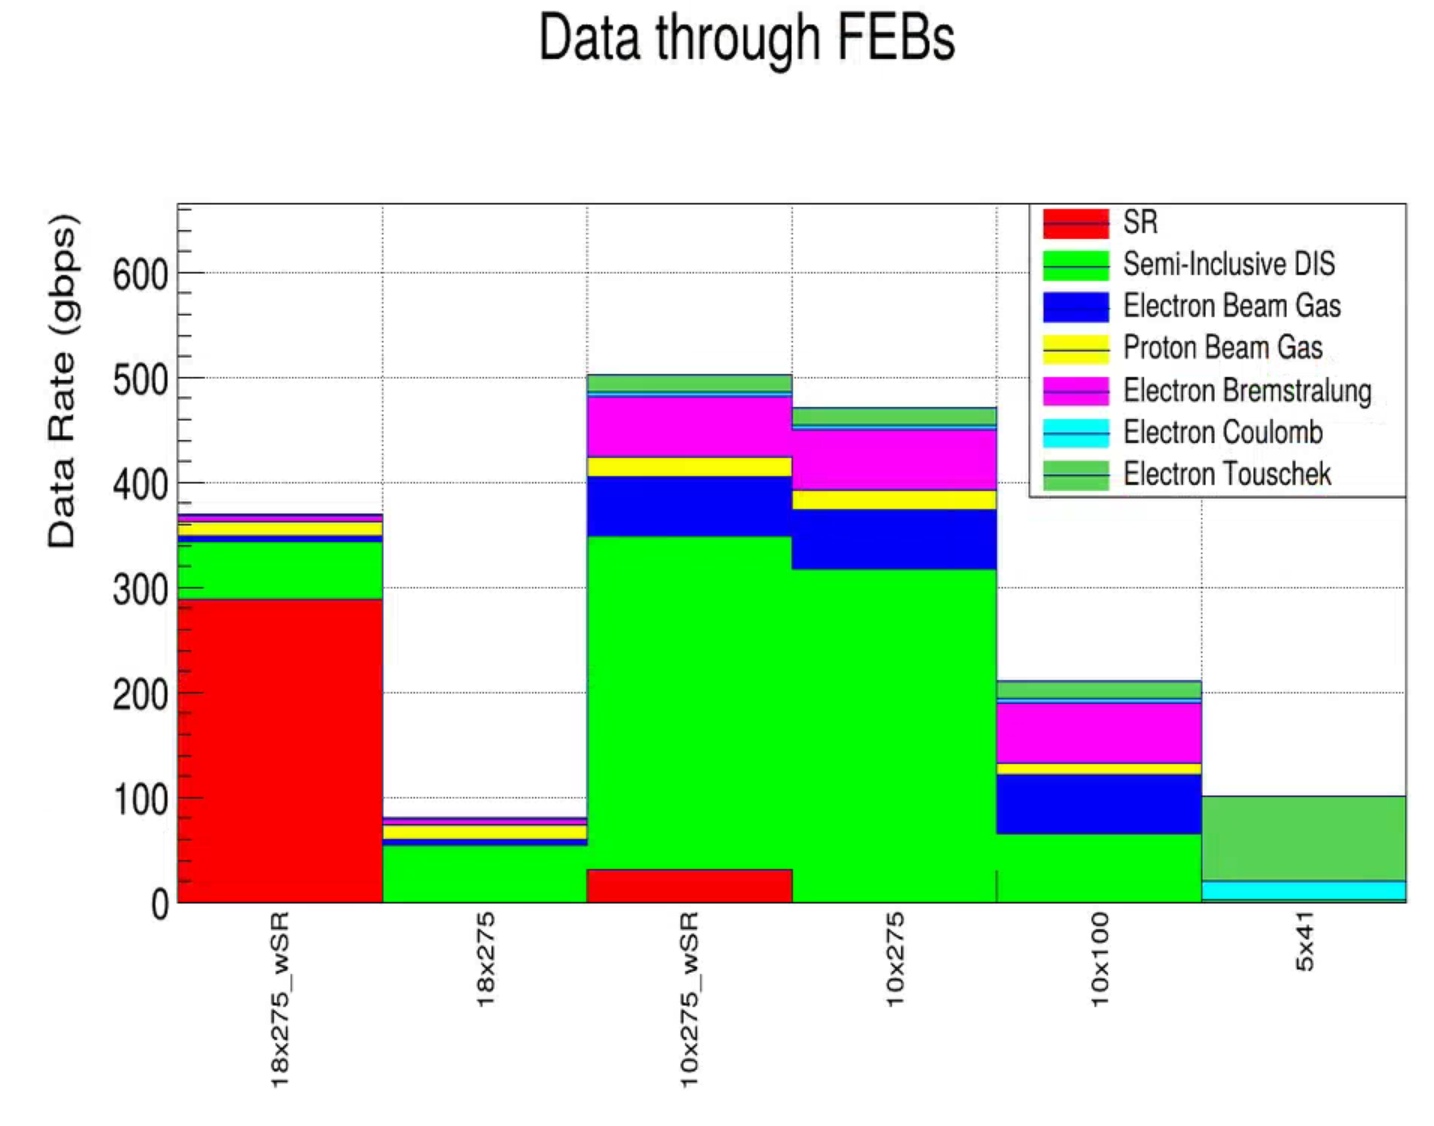 Data through FEBs
Data Rate (gbps)
600
500
400
300
200
100
0
SR
Semi-Inclusive DIS
Electron Beam Gas
Proton Beam Gas
Electron Bremstralung
Electron Coulomb
Electron Touschek
18x275_wSR
18x275
10x275_wSR
10x275
10x100
5x41